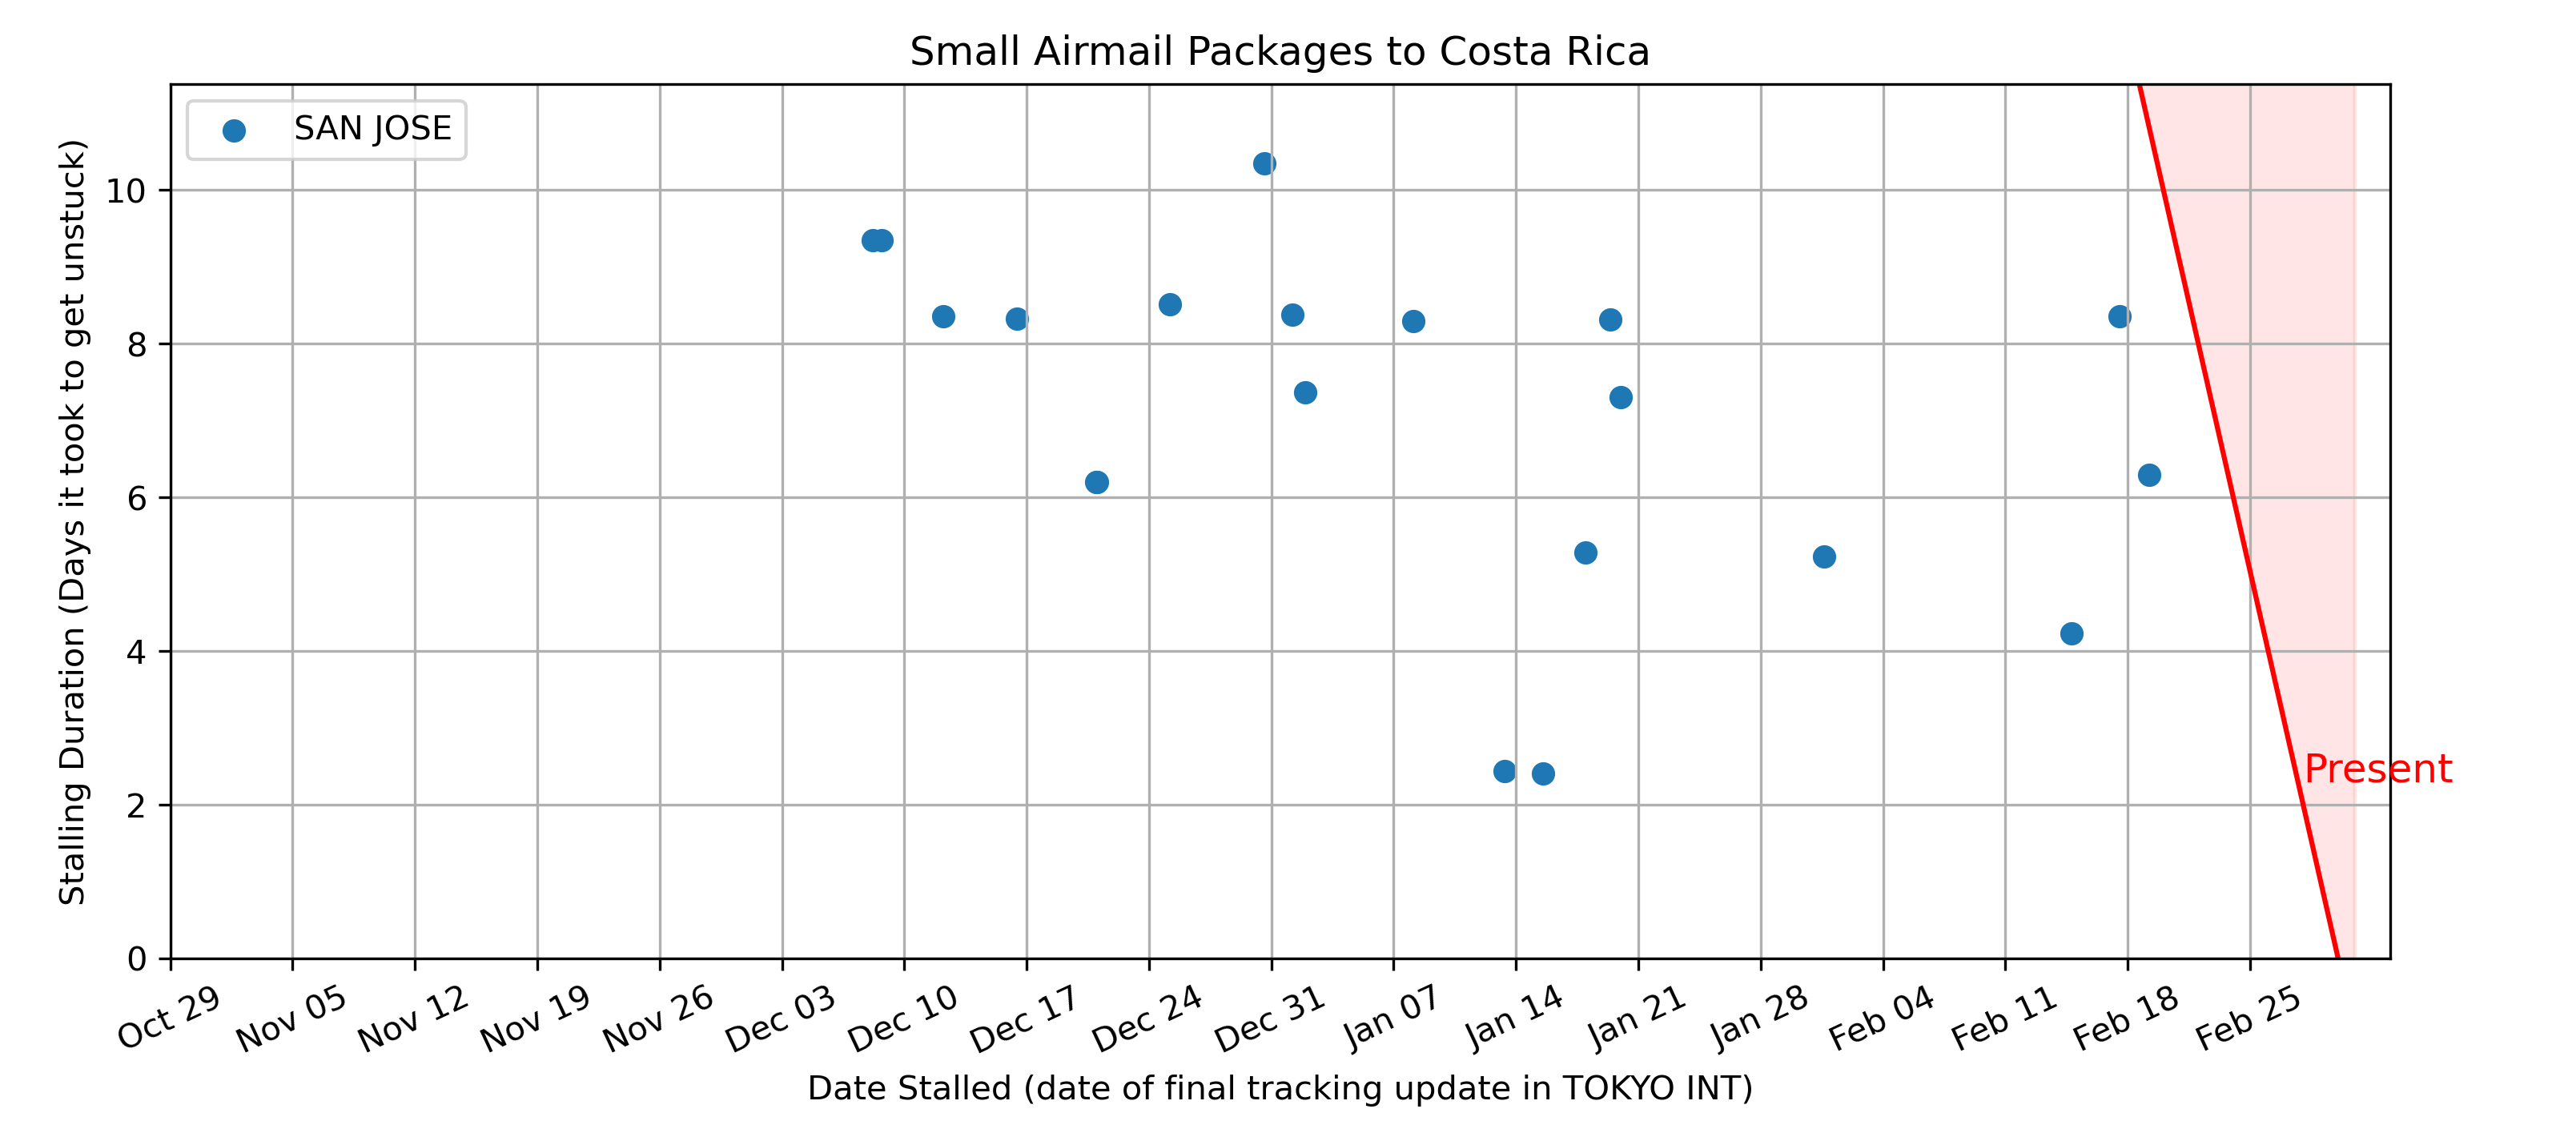 Small Airmail Packages to Costa Rica
SAN JOSE
Stalling Duration (Days it took to get unstuck)
10
8
6
4
2
0
Present
Oct 29 Nov 05 Nov 12 Nov 19 Nov 26 Dec 03 Dec 10 Dec 17 Dec 24 Dec 31 Jan 07 Jan 14 Jan 21 Jan 28 Feb 04 Feb 11 Feb 18 Feb 25
Date Stalled (date of final tracking update in TOKYO INT)